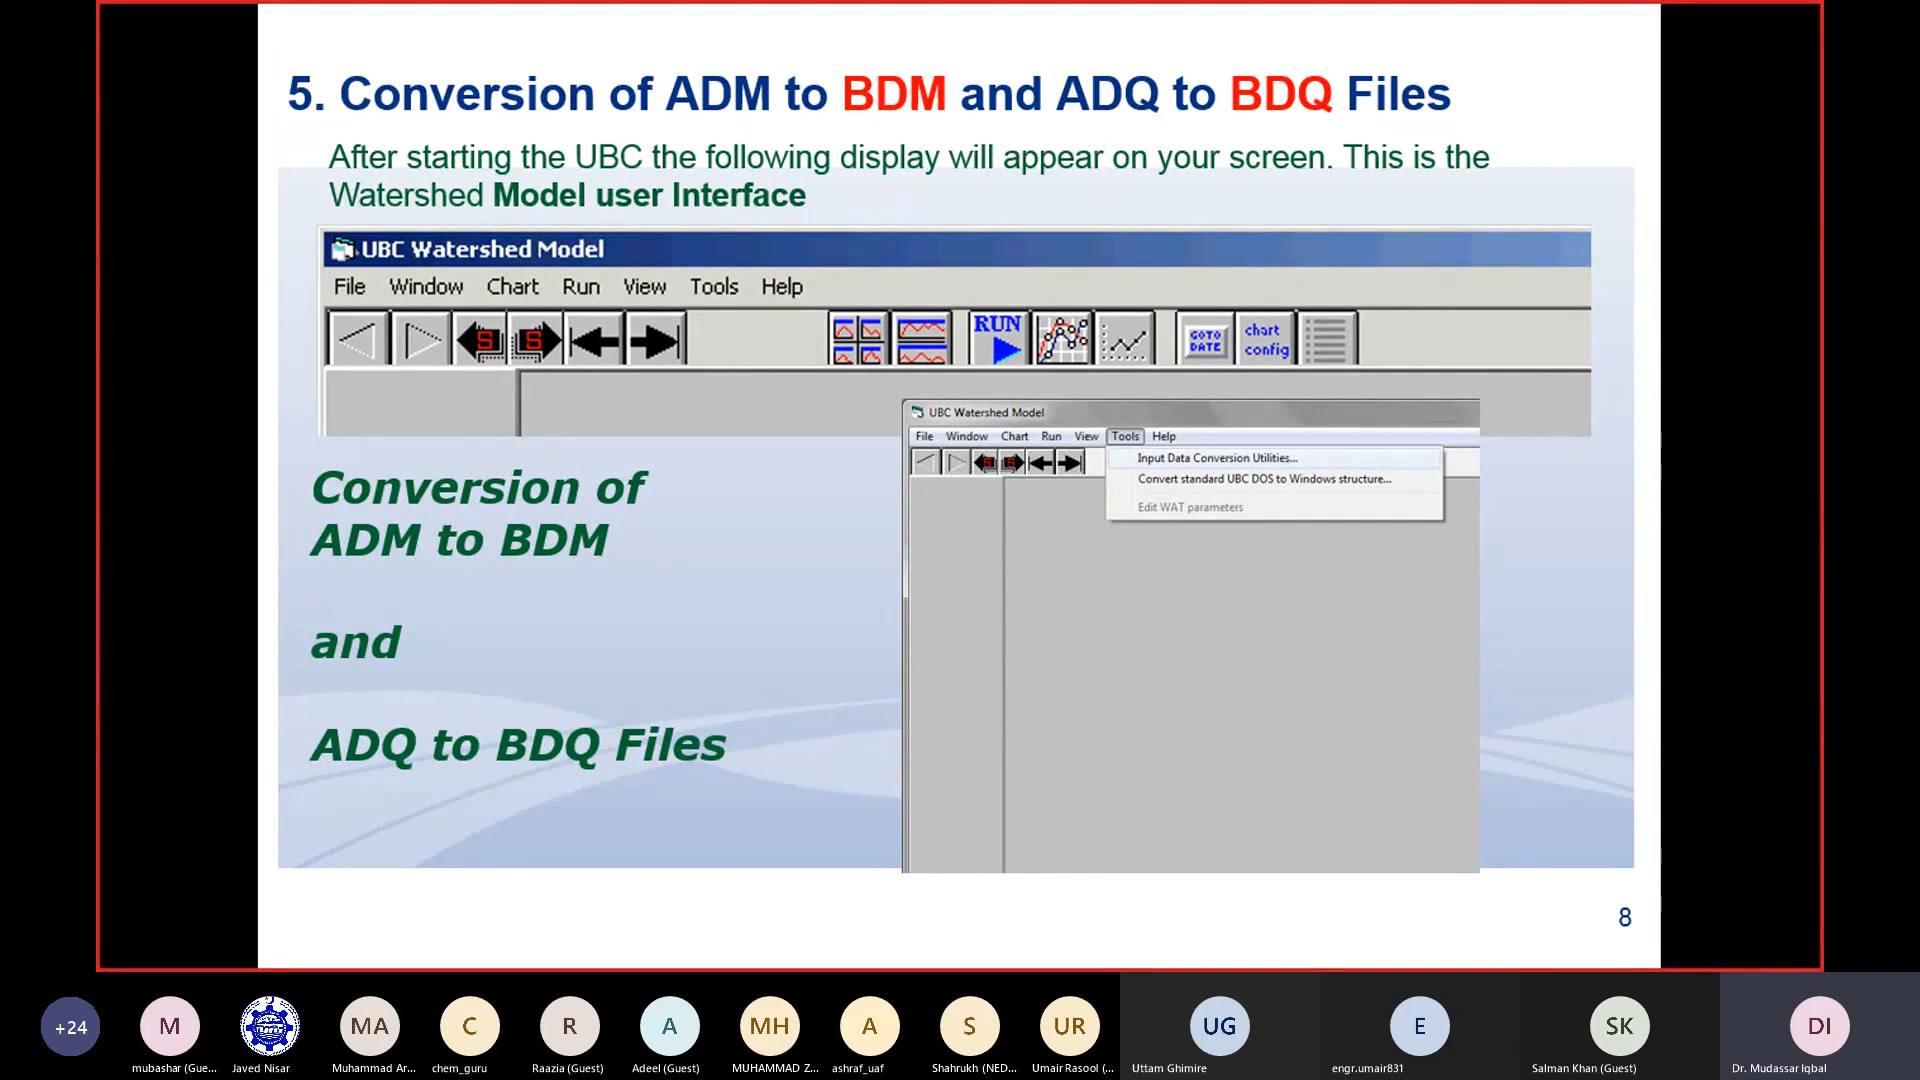 5. Conversion of ADM to BDM and ADQ to BDQ Files
After starting the UBC the following display will appear on your screen. This is the
Watershed Model user Interface
UBC Watershed Model
File Window Chart Run View Tools Help
S S RUN GOTO DATE chart config
UBC Watershed Model
File Window Chart Run View Tools Help
Input Data Conversion Utilities...
Convert standard UBC DOS to Windows structure...
Edit WAT parameters
Conversion of
ADM to BDM
and
ADQ to BDQ Files
8
+24 M MA C R A MH A S UR UG E SK DI
mubashar (Gue... Javed Nisar Muhammad Ar... chem_guru Raazia (Guest) Adeel (Guest) MUHAMMAD Z... ashraf_uaf Shahrukh (NED... Umair Rasool (... Uttam Ghimire engr.umair831 Salman Khan (Guest) Dr. Mudassar Iqbal